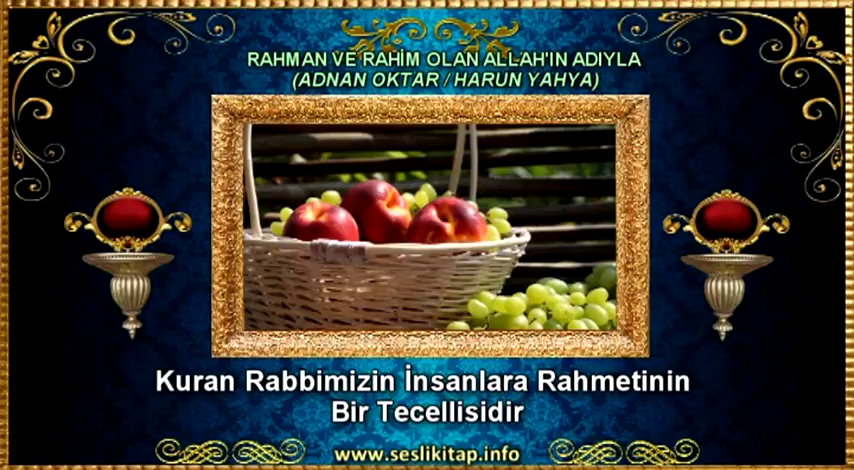 RAHMAN VE RAHİM OLAN ALLAH'IN ADIYLA
(ADNAN OKTAR / HARUN YAHYA)
Kuran Rabbimizin İnsanlara Rahmetinin
Bir Tecellisidir
www.seslikitap.info